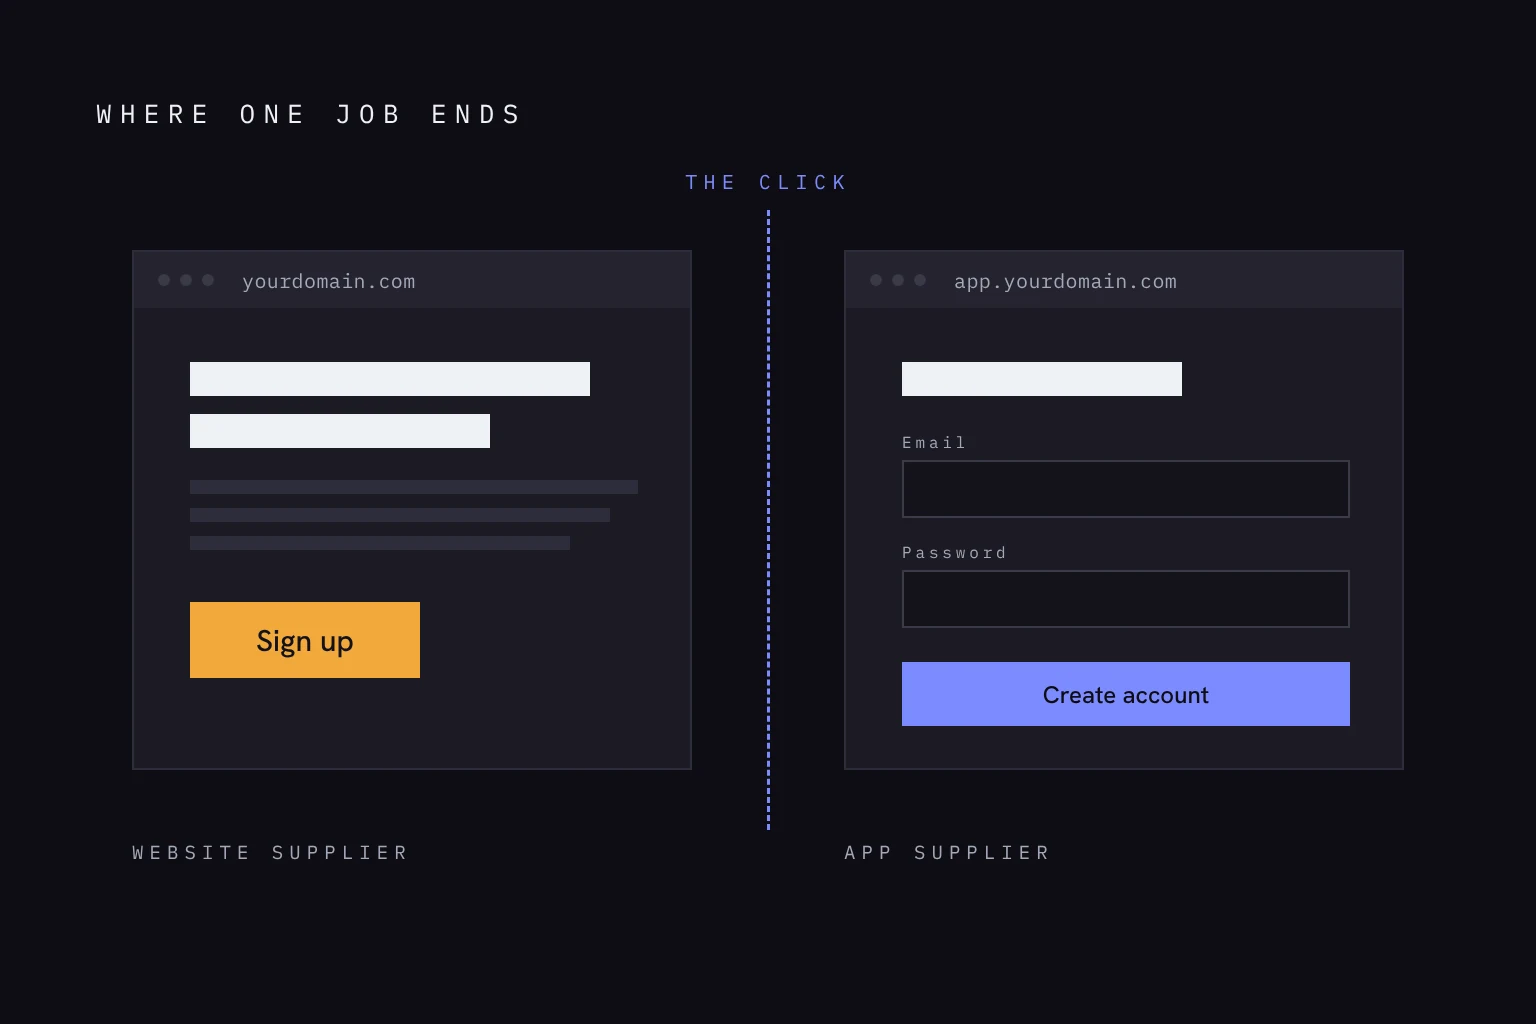 WHERE ONE JOB ENDS
THE CLICK
yourdomain.com
Sign up
WEBSITE SUPPLIER
app.yourdomain.com
Email
Password
Create account
APP SUPPLIER